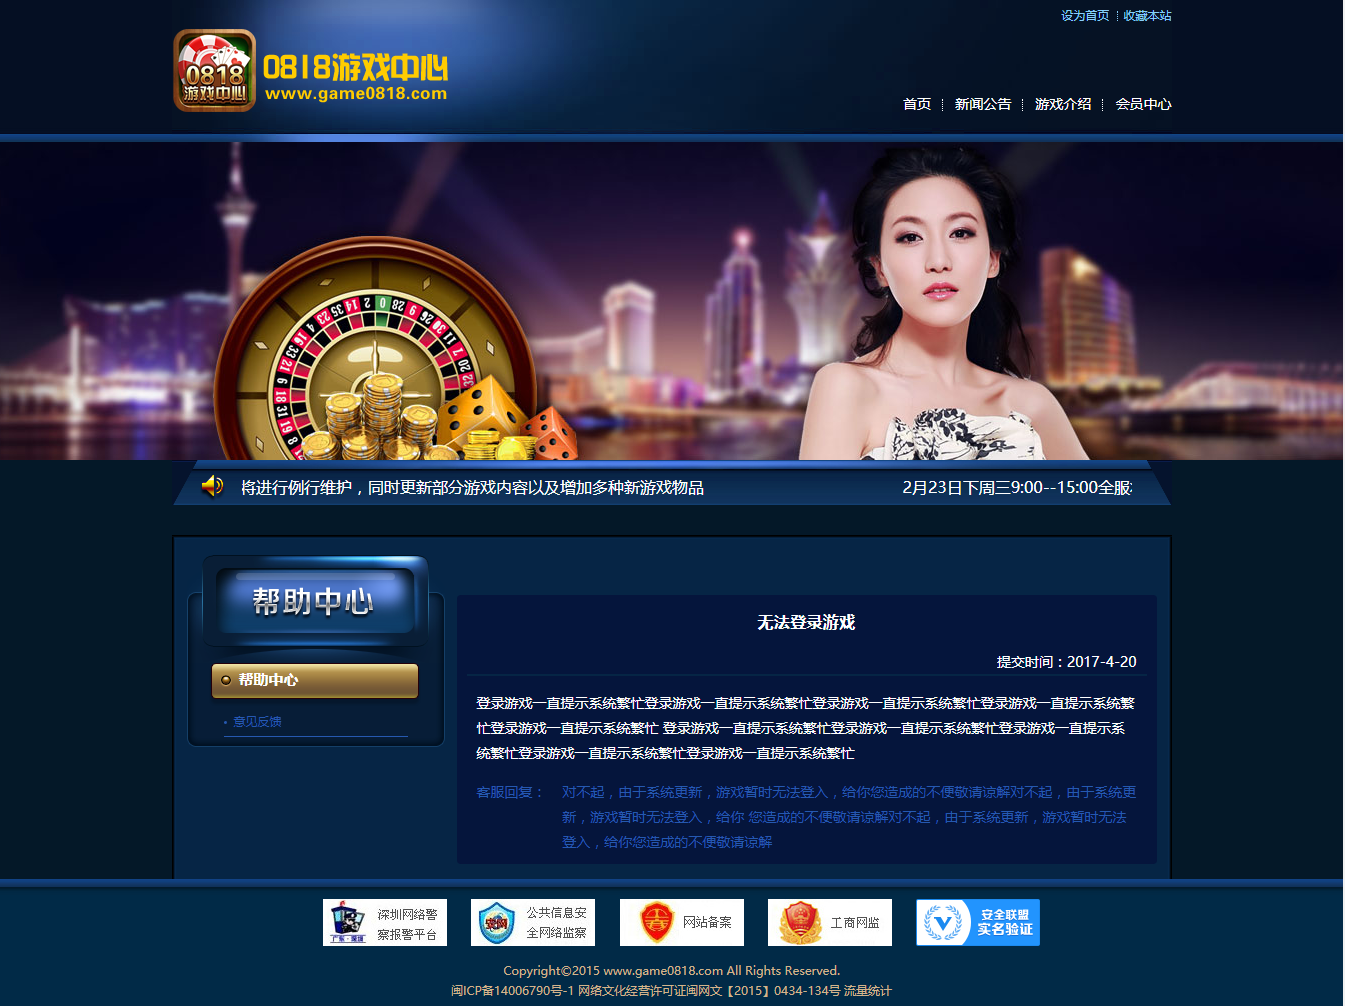 设为首页 收藏本站
0818
游戏中心
0818游戏中心
www.game0818.com
首页 新闻公告 游戏介绍 会员中心
将进行例行维护，同时更新部分游戏内容以及增加多种新游戏物品 2月23日下周三9:00--15:00全服
帮助中心
帮助中心
意见反馈
无法登录游戏
提交时间：2017-4-20
登录游戏一直提示系统繁忙登录游戏一直提示系统繁忙登录游戏一直提示系统繁忙登录游戏一直提示系统繁
忙登录游戏一直提示系统繁忙 登录游戏一直提示系统繁忙登录游戏一直提示系统繁忙登录游戏一直提示系
统繁忙登录游戏一直提示系统繁忙登录游戏一直提示系统繁忙
客服回复： 对不起，由于系统更新，游戏暂时无法登入，给你您造成的不便敬请谅解对不起，由于系统更
新，游戏暂时无法登入，给你 您造成的不便敬请谅解对不起，由于系统更新，游戏暂时无法
登入，给你您造成的不便敬请谅解
深圳网络警
察报警平台
广东·深圳
公共信息安
全网络监察
网站备案
工商网监
安全联盟
实名验证
Copyright©2015 www.game0818.com All Rights Reserved.
闽ICP备14006790号-1 网络文化经营许可证闽网文【2015】0434-134号 流量统计